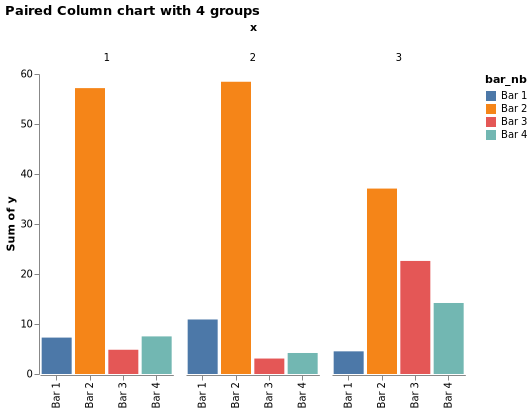 Paired Column chart with 4 groups
x
1 2 3
60
50
40
30
20
10
0
Sum of y
Bar 1 Bar 2 Bar 3 Bar 4 Bar 1 Bar 2 Bar 3 Bar 4 Bar 1 Bar 2 Bar 3 Bar 4
bar_nb
Bar 1
Bar 2
Bar 3
Bar 4